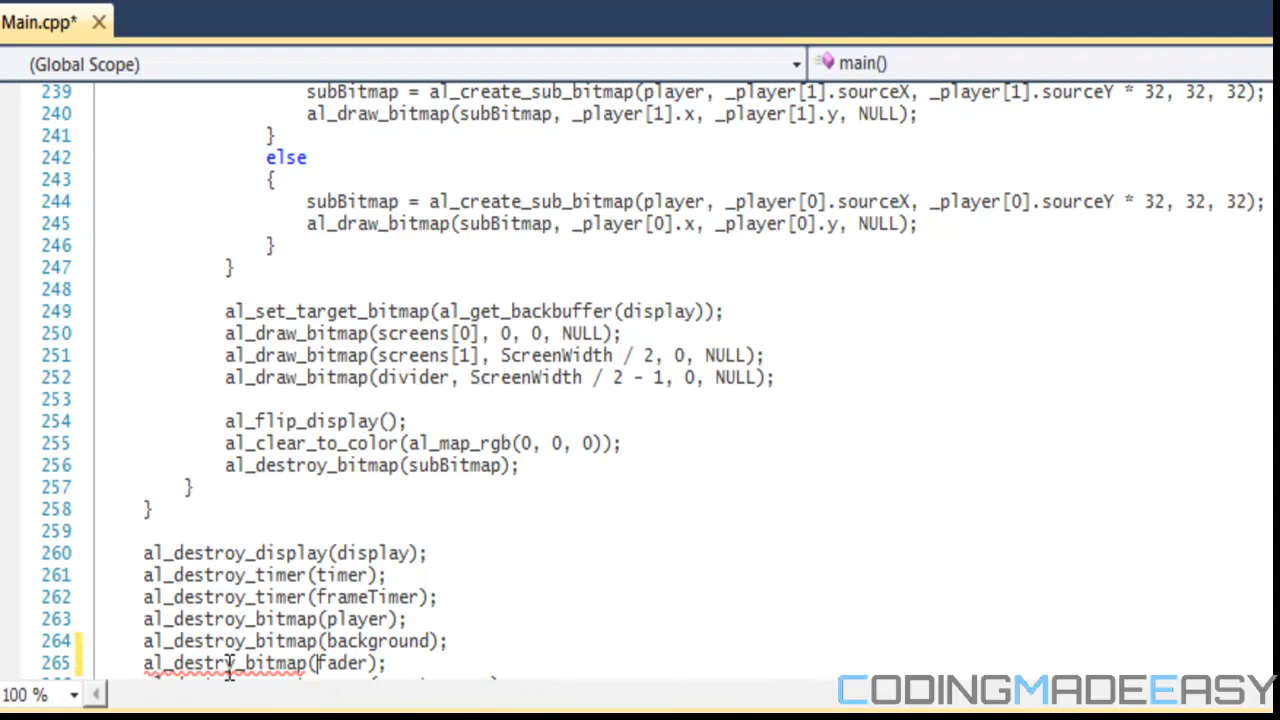 Main.cpp*
(Global Scope)
main()
239 subBitmap = al_create_sub_bitmap(player, _player[1].sourceX, _player[1].sourceY * 32, 32, 32);
240 al_draw_bitmap(subBitmap, _player[1].x, _player[1].y, NULL);
241 }
242 else
243 {
244 subBitmap = al_create_sub_bitmap(player, _player[0].sourceX, _player[0].sourceY * 32, 32, 32);
245 al_draw_bitmap(subBitmap, _player[0].x, _player[0].y, NULL);
246 }
247 }
248
249 al_set_target_bitmap(al_get_backbuffer(display));
250 al_draw_bitmap(screens[0], 0, 0, NULL);
251 al_draw_bitmap(screens[1], ScreenWidth / 2, 0, NULL);
252 al_draw_bitmap(divider, ScreenWidth / 2 - 1, 0, NULL);
253
254 al_flip_display();
255 al_clear_to_color(al_map_rgb(0, 0, 0));
256 al_destroy_bitmap(subBitmap);
257 }
258 }
259
260 al_destroy_display(display);
261 al_destroy_timer(timer);
262 al_destroy_timer(frameTimer);
263 al_destroy_bitmap(player);
264 al_destroy_bitmap(background);
265 al_destry_bitmap(fader);
100 %
CODINGMADEEASY